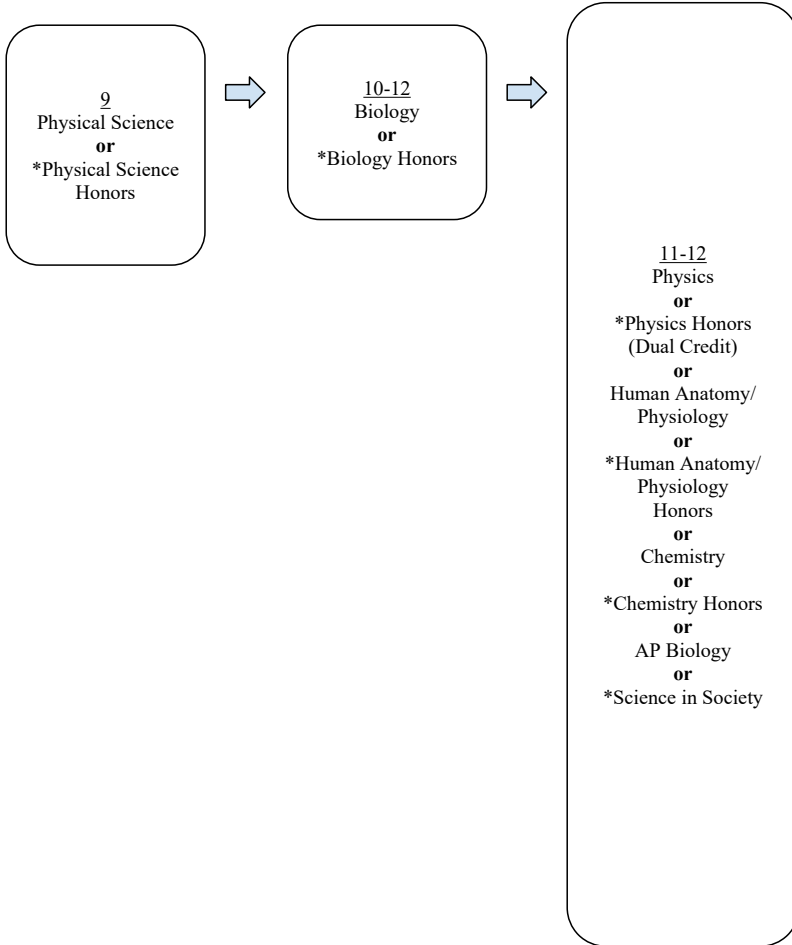 9
Physical Science
or
*Physical Science
Honors
10-12
Biology
or
*Biology Honors
11-12
Physics
or
*Physics Honors
(Dual Credit)
or
Human Anatomy/
Physiology
or
*Human Anatomy/
Physiology
Honors
or
Chemistry
or
*Chemistry Honors
or
AP Biology
or
*Science in Society